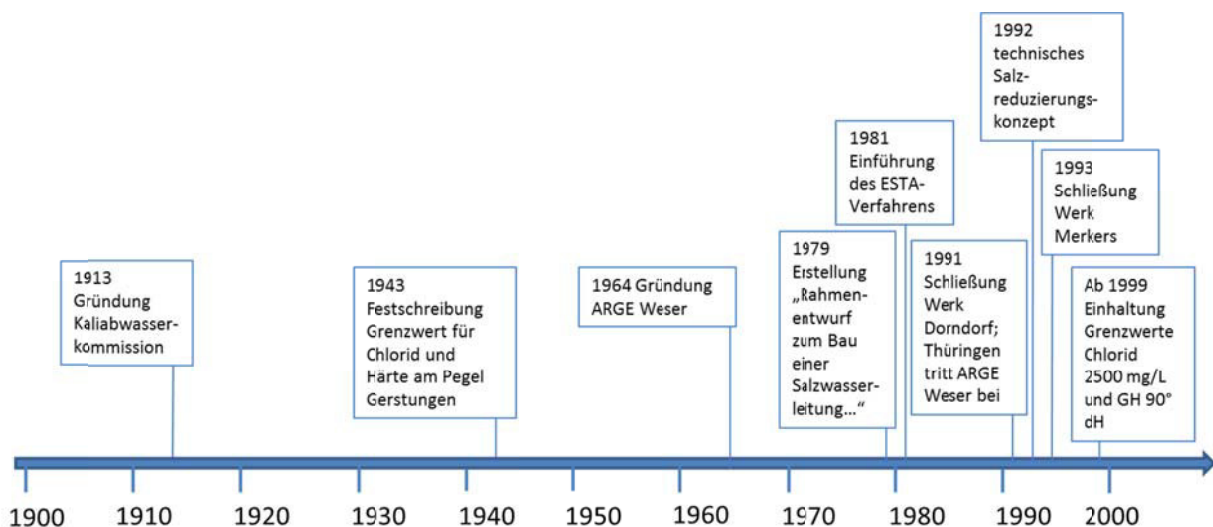 1913
Gründung
Kaliabwasser-
kommission
1943
Festschreibung
Grenzwert für
Chlorid und
Härte am Pegel
Gerstungen
1964 Gründung
ARGE Weser
1979
Erstellung
„Rahmen-
entwurf
zum Bau
einer
Salzwasser-
leitung...“
1981
Einführung
des ESTA-
Verfahrens
1991
Schließung
Werk
Dorndorf;
Thüringen
tritt ARGE
Weser bei
1992
technisches
Salz-
reduzierungs-
konzept
1993
Schließung
Werk
Merkers
Ab 1999
Einhaltung
Grenzwerte
Chlorid
2500 mg/L
und GH 90°
dH
1900 1910 1920 1930 1940 1950 1960 1970 1980 1990 2000